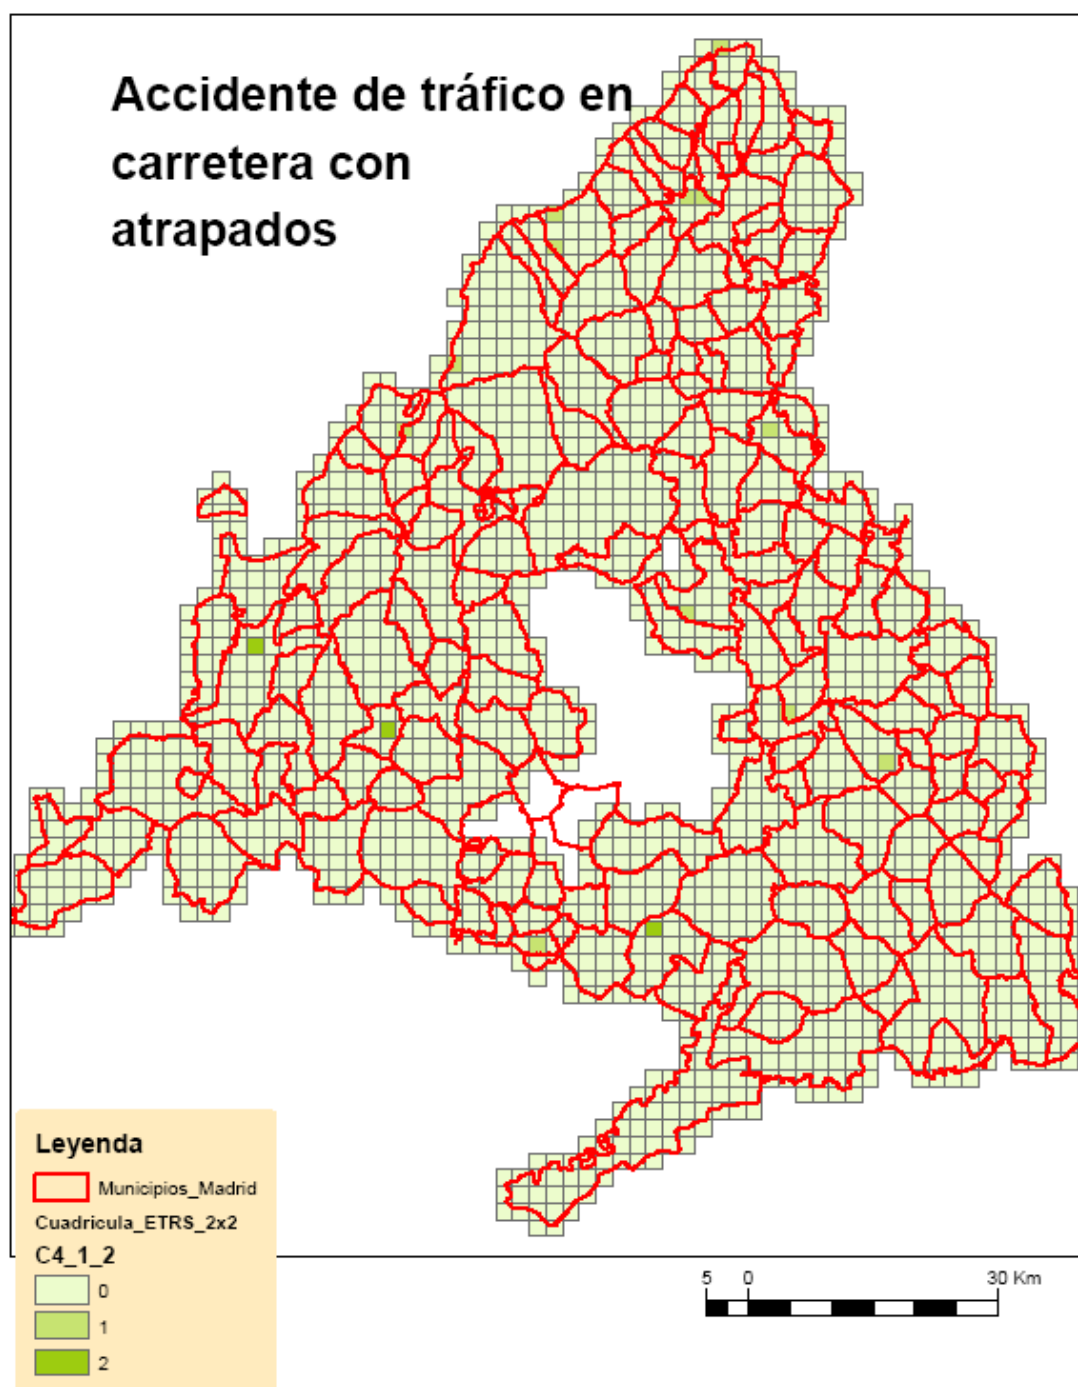 Accidente de tráfico en
carretera con
atrapados
Leyenda
Municipios_Madrid
Cuadricula_ETRS_2x2
C4_1_2
0
1
2
5 0 30 Km